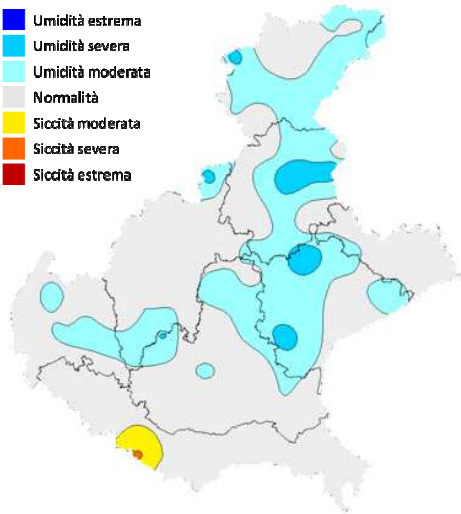 Umidità estrema
Umidità severa
Umidità moderata
Normalità
Siccità moderata
Siccità severa
Siccità estrema